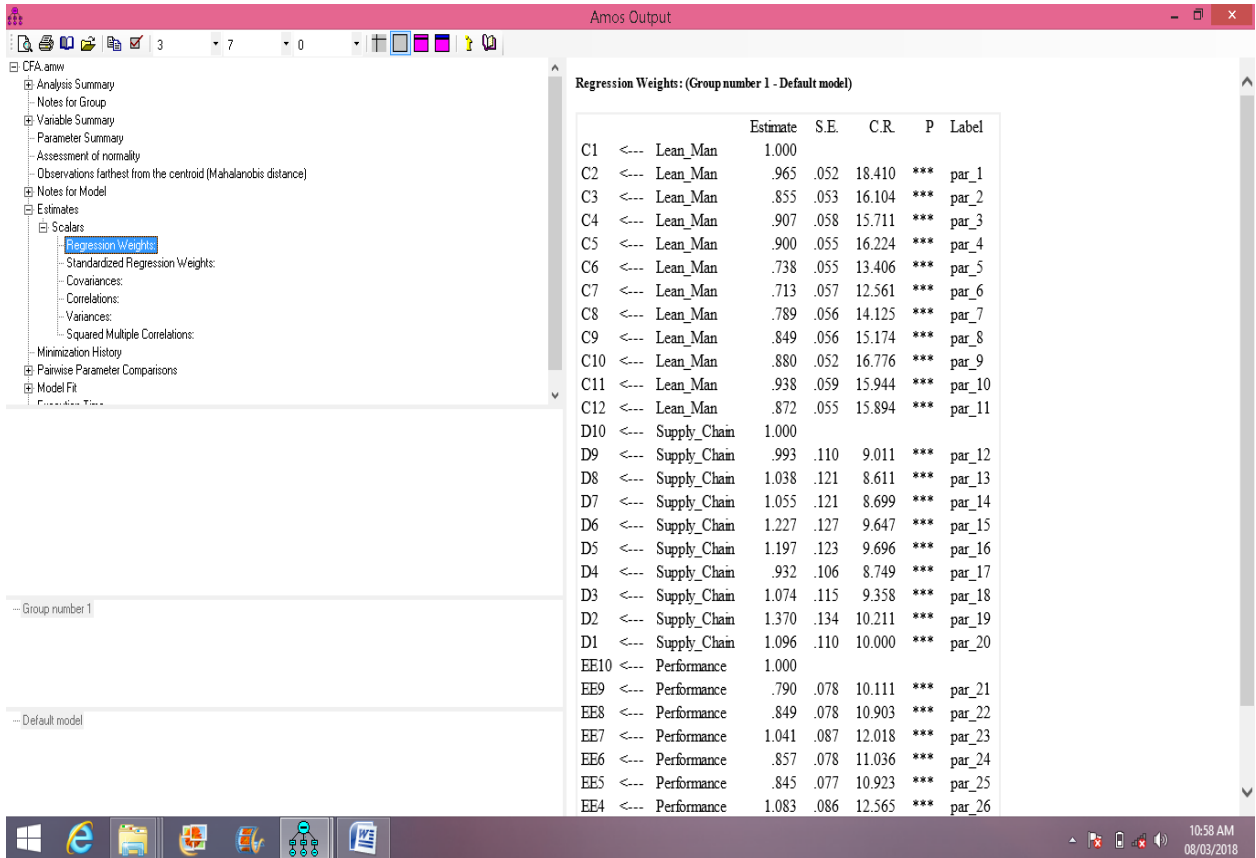 Amos Output
3 7 0
CFA.amw
Analysis Summary
Notes for Group
Variable Summary
Parameter Summary
Assessment of normality
Observations farthest from the centroid (Mahalanobis distance)
Notes for Model
Estimates
Scalars
Regression Weights:
Standardized Regression Weights:
Covariances:
Correlations:
Variances:
Squared Multiple Correlations:
Minimization History
Pairwise Parameter Comparisons
Model Fit
Group number 1
Default model
Regression Weights: (Group number 1 - Default model)
Estimate S.E. C.R. P Label
C1 <--- Lean_Man 1.000
C2 <--- Lean_Man .965 .052 18.410 *** par_1
C3 <--- Lean_Man .855 .053 16.104 *** par_2
C4 <--- Lean_Man .907 .058 15.711 *** par_3
C5 <--- Lean_Man .900 .055 16.224 *** par_4
C6 <--- Lean_Man .738 .055 13.406 *** par_5
C7 <--- Lean_Man .713 .057 12.561 *** par_6
C8 <--- Lean_Man .789 .056 14.125 *** par_7
C9 <--- Lean_Man .849 .056 15.174 *** par_8
C10 <--- Lean_Man .880 .052 16.776 *** par_9
C11 <--- Lean_Man .938 .059 15.944 *** par_10
C12 <--- Lean_Man .872 .055 15.894 *** par_11
D10 <--- Supply_Chain 1.000
D9 <--- Supply_Chain .993 .110 9.011 *** par_12
D8 <--- Supply_Chain 1.038 .121 8.611 *** par_13
D7 <--- Supply_Chain 1.055 .121 8.699 *** par_14
D6 <--- Supply_Chain 1.227 .127 9.647 *** par_15
D5 <--- Supply_Chain 1.197 .123 9.696 *** par_16
D4 <--- Supply_Chain .932 .106 8.749 *** par_17
D3 <--- Supply_Chain 1.074 .115 9.358 *** par_18
D2 <--- Supply_Chain 1.370 .134 10.211 *** par_19
D1 <--- Supply_Chain 1.096 .110 10.000 *** par_20
EE10 <--- Performance 1.000
EE9 <--- Performance .790 .078 10.111 *** par_21
EE8 <--- Performance .849 .078 10.903 *** par_22
EE7 <--- Performance 1.041 .087 12.018 *** par_23
EE6 <--- Performance .857 .078 11.036 *** par_24
EE5 <--- Performance .845 .077 10.923 *** par_25
EE4 <--- Performance 1.083 .086 12.565 *** par_26
10:58 AM
08/03/2018